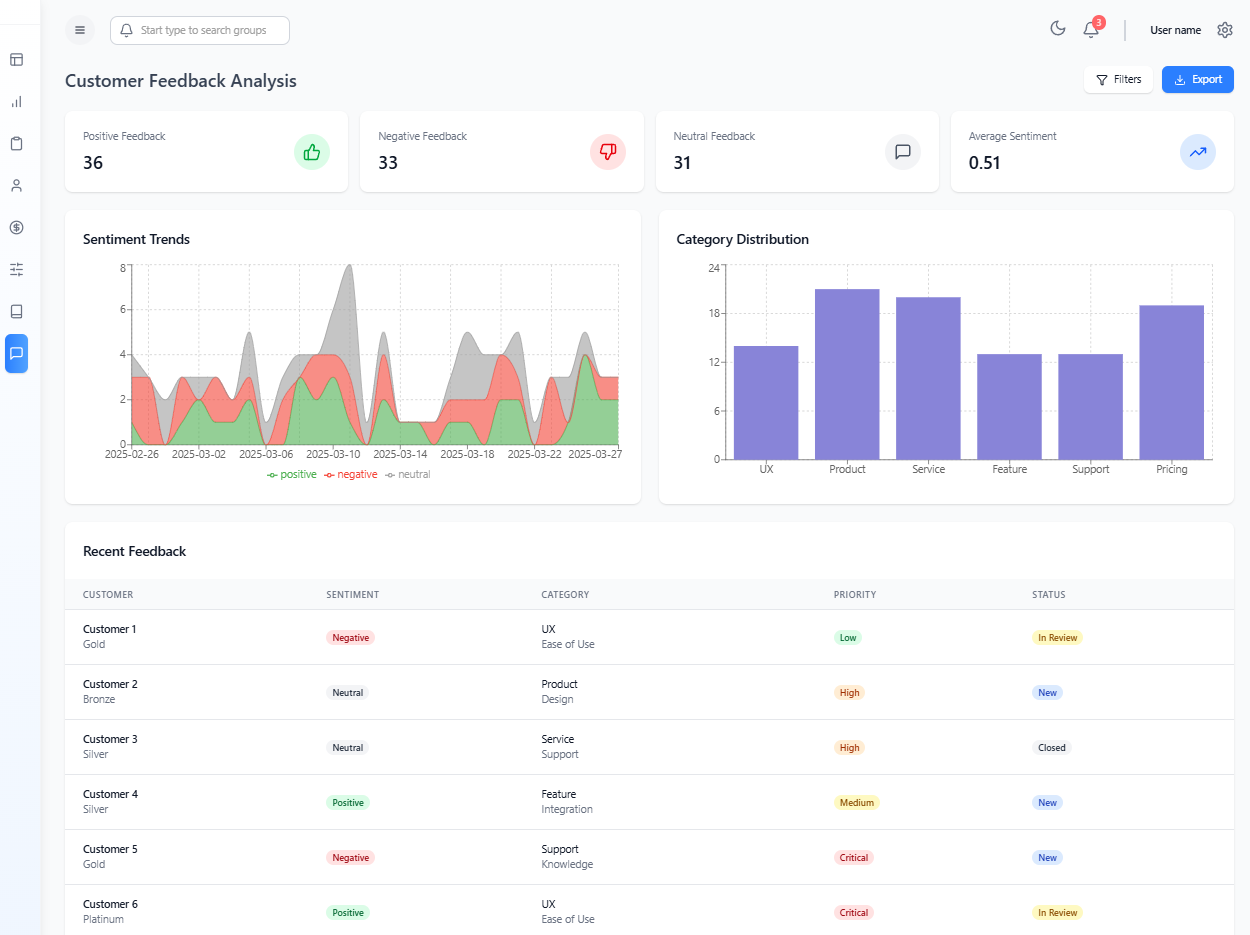 Start type to search groups
3
User name
Customer Feedback Analysis
Filters
Export
Positive Feedback
36
Negative Feedback
33
Neutral Feedback
31
Average Sentiment
0.51
Sentiment Trends
8
6
4
2
0
2025-02-26 2025-03-02 2025-03-06 2025-03-10 2025-03-14 2025-03-18 2025-03-22 2025-03-27
positive negative neutral
Category Distribution
24
18
12
6
0
UX Product Service Feature Support Pricing
Recent Feedback
CUSTOMER SENTIMENT CATEGORY PRIORITY STATUS
Customer 1
Gold
Negative
UX
Ease of Use
Low
In Review
Customer 2
Bronze
Neutral
Product
Design
High
New
Customer 3
Silver
Neutral
Service
Support
High
Closed
Customer 4
Silver
Positive
Feature
Integration
Medium
New
Customer 5
Gold
Negative
Support
Knowledge
Critical
New
Customer 6
Platinum
Positive
UX
Ease of Use
Critical
In Review